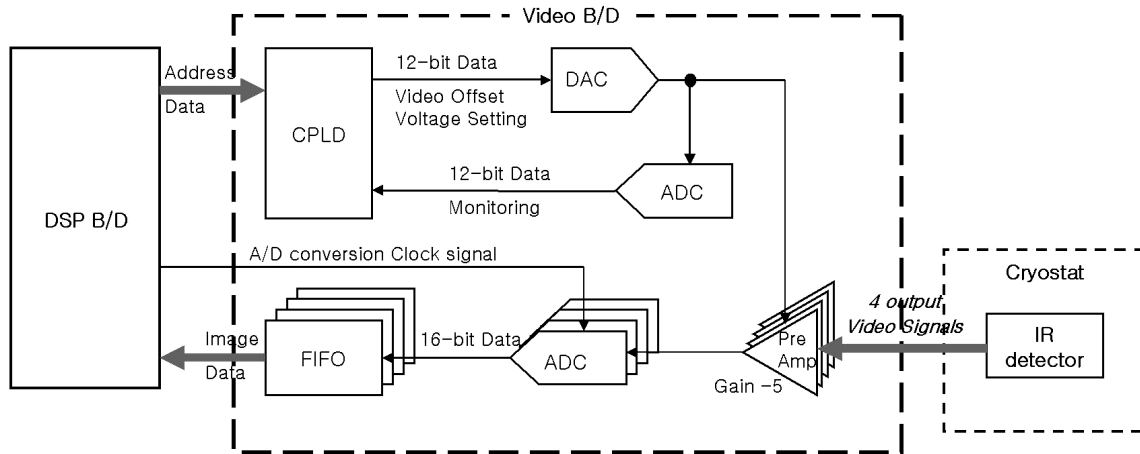 Video B/D
Address
Data
12-bit Data
Video Offset
Voltage Setting
DAC
CPLD
12-bit Data
Monitoring
ADC
DSP B/D
A/D conversion Clock signal
Cryostat
4 output
Video Signals
IR
detector
Pre
Amp
Gain -5
Image
Data
FIFO
16-bit Data
ADC